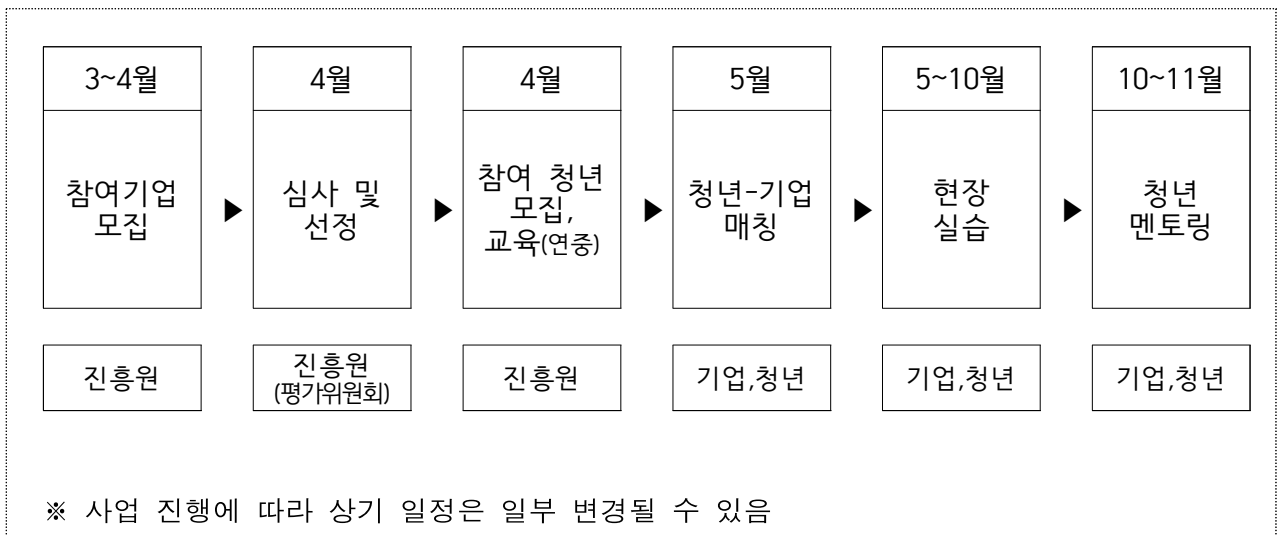 3~4월
4월
4월
5월
5~10월
10~11월
참여기업
모집
▶
심사 및
선정
▶
참여 청년
모집,
교육(연중)
▶
청년-기업
매칭
▶
현장
실습
▶
청년
멘토링
진흥원
진흥원
(평가위원회)
진흥원
기업,청년
기업,청년
기업,청년
※ 사업 진행에 따라 상기 일정은 일부 변경될 수 있음